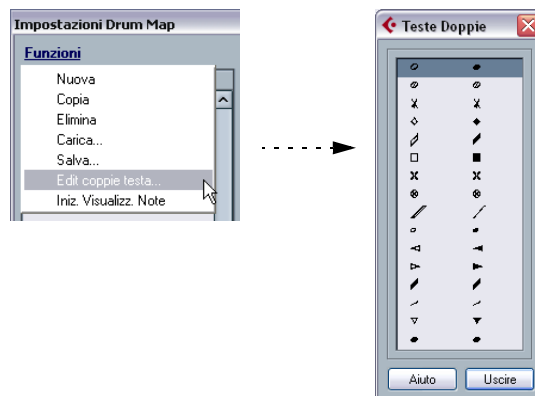 Impostazioni Drum Map
Funzioni
Nuova
Copia
Elimina
Carica...
Salva...
Edit coppie testa...
Iniz. Visualizz. Note
Teste Doppie
Aiuto
Uscire